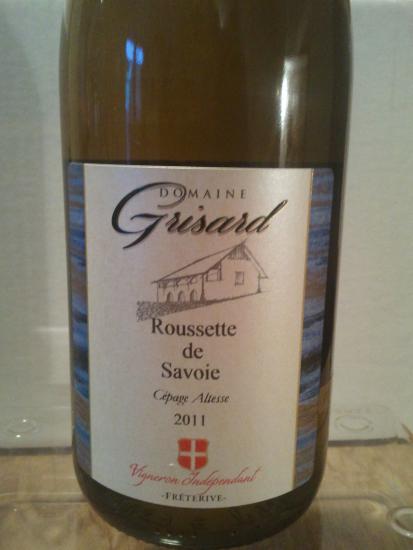 DOMAINE
Grisard
Roussette
de
Savoie
Cépage Altesse
2011
Vigneron Indépendant
-FRÉTERIVE-